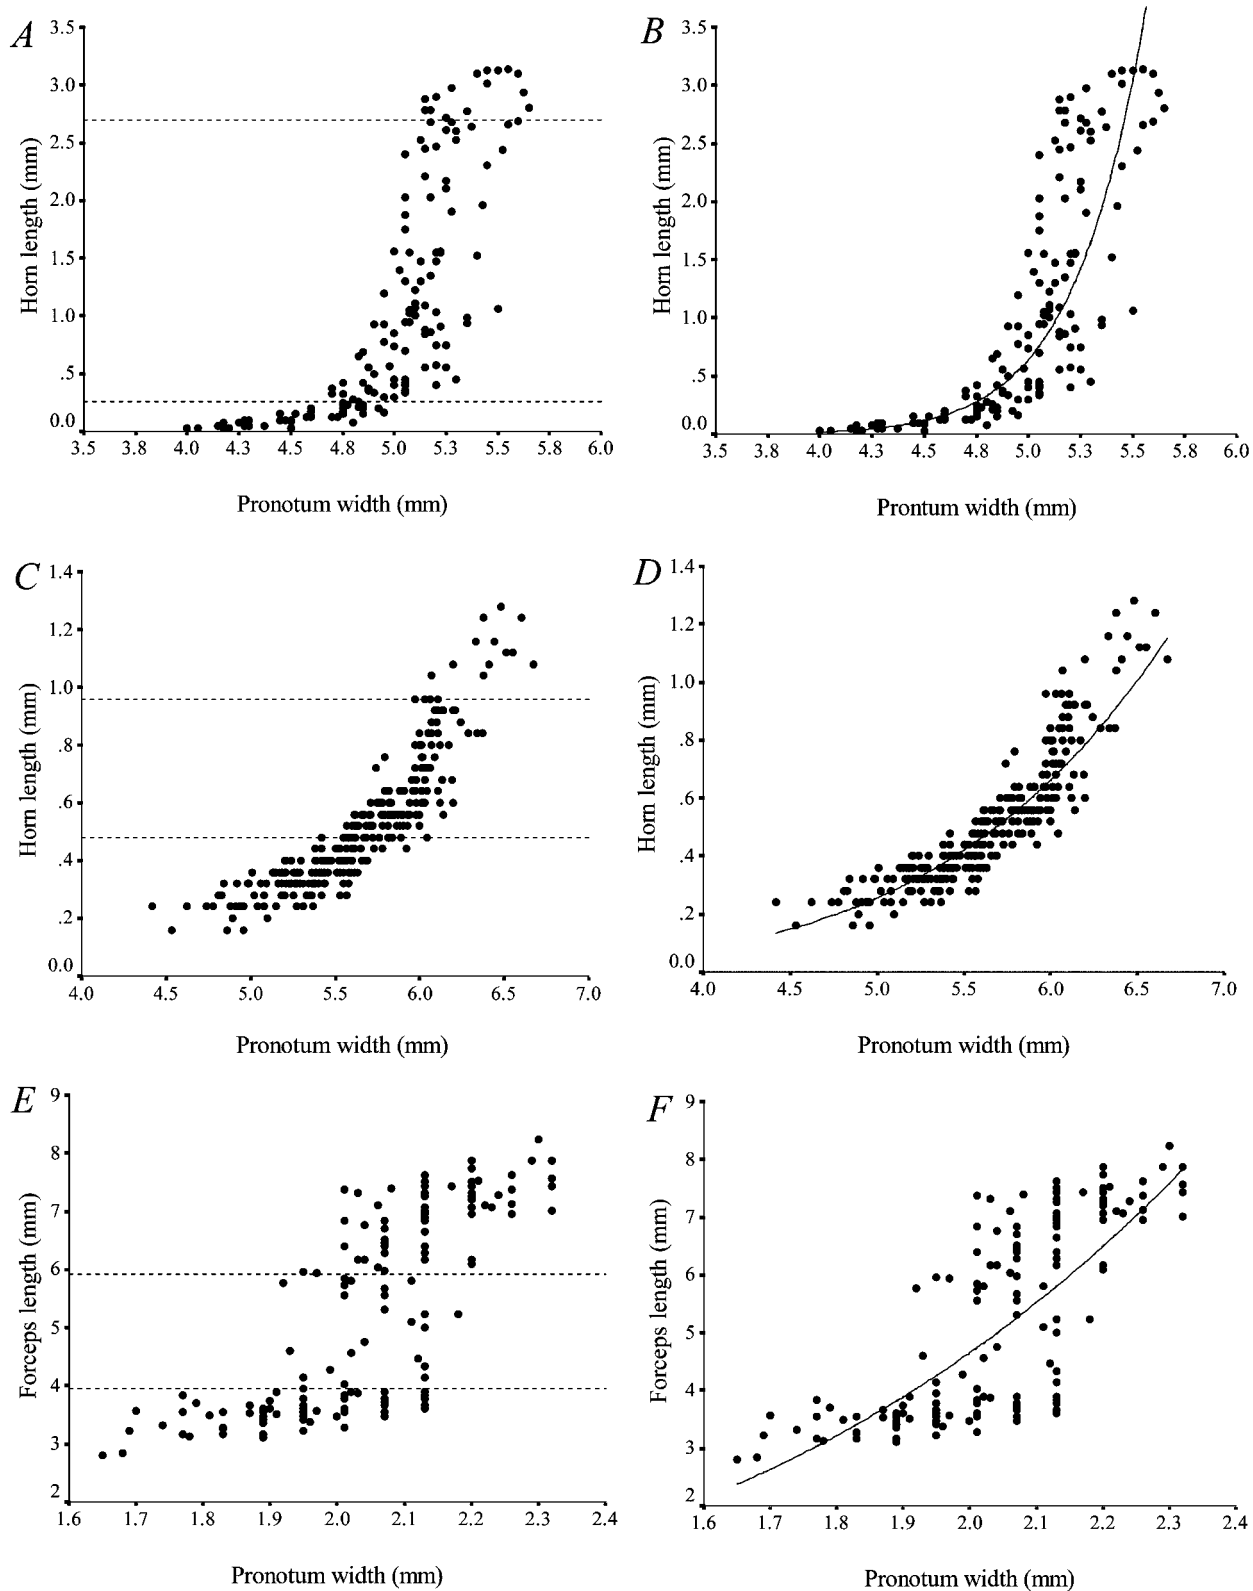 A
3.5
3.0
2.5
2.0
1.5
1.0
.5
0.0
Horn length (mm)
3.5 3.8 4.0 4.3 4.5 4.8 5.0 5.3 5.5 5.8 6.0
Pronotum width (mm)
B
3.5
3.0
2.5
2.0
1.5
1.0
.5
0.0
Horn length (mm)
3.5 3.8 4.0 4.3 4.5 4.8 5.0 5.3 5.5 5.8 6.0
Prontum width (mm)
C
1.4
1.2
1.0
.8
.6
.4
.2
0.0
Horn length (mm)
4.0 4.5 5.0 5.5 6.0 6.5 7.0
Pronotum width (mm)
D
1.4
1.2
1.0
.8
.6
.4
.2
0.0
Horn length (mm)
4.0 4.5 5.0 5.5 6.0 6.5 7.0
Pronotum width (mm)
E
9
8
7
6
5
4
3
2
Forceps length (mm)
1.6 1.7 1.8 1.9 2.0 2.1 2.2 2.3 2.4
Pronotum width (mm)
F
9
8
7
6
5
4
3
2
Forceps length (mm)
1.6 1.7 1.8 1.9 2.0 2.1 2.2 2.3 2.4
Pronotum width (mm)